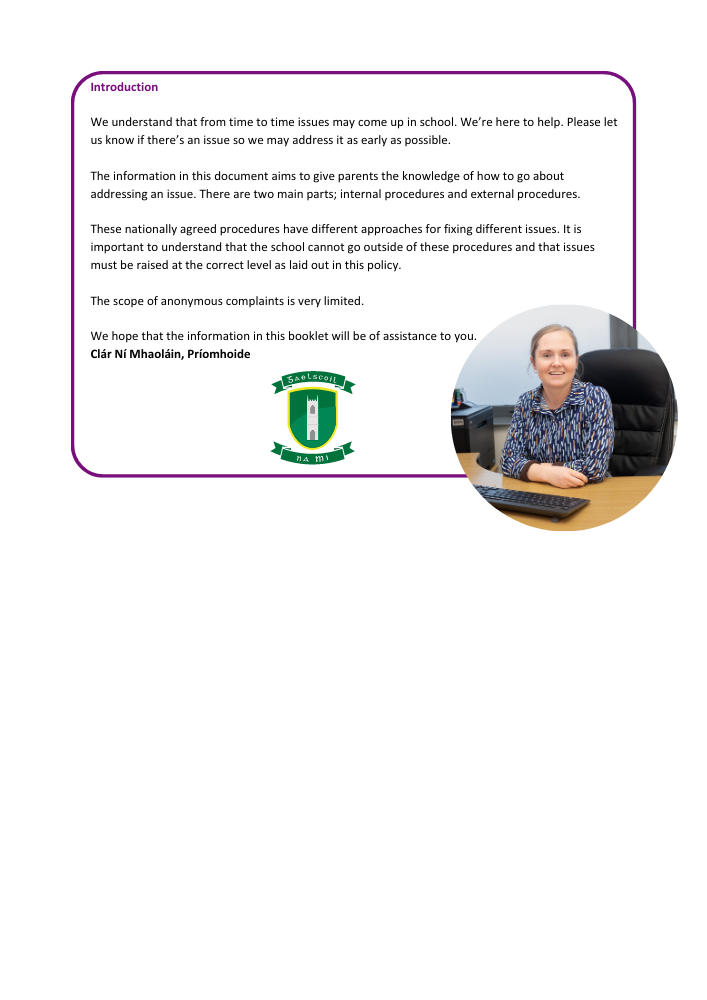 Introduction
We understand that from time to time issues may come up in school. We’re here to help. Please let
us know if there’s an issue so we may address it as early as possible.
The information in this document aims to give parents the knowledge of how to go about
addressing an issue. There are two main parts; internal procedures and external procedures.
These nationally agreed procedures have different approaches for fixing different issues. It is
important to understand that the school cannot go outside of these procedures and that issues
must be raised at the correct level as laid out in this policy.
The scope of anonymous complaints is very limited.
We hope that the information in this booklet will be of assistance to you.
Clár Ní Mhaoláin, Príomhoide
Gaelscoil
na Mí